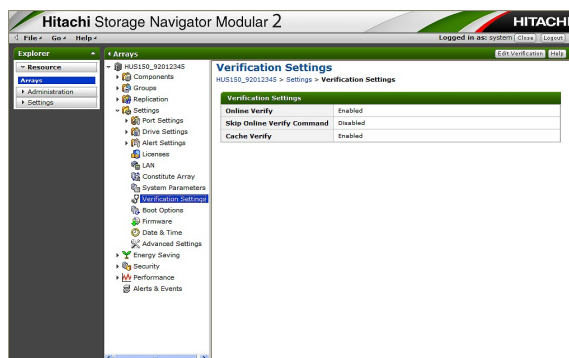 Hitachi Storage Navigator Modular 2
HITACHI
File Go Help
Logged in as: system Close Logout
Explorer
Arrays
Edit Verification Help
Resource
Arrays
Administration
Settings
HUS150_92012345
Components
Groups
Replication
Settings
Port Settings
Drive Settings
Alert Settings
Licenses
LAN
Constitute Array
System Parameters
Verification Settings
Boot Options
Firmware
Date & Time
Advanced Settings
Energy Saving
Security
Performance
Alerts & Events
Verification Settings
HUS150_92012345 > Settings > Verification Settings
Verification Settings
Online Verify Enabled
Skip Online Verify Command Disabled
Cache Verify Enabled